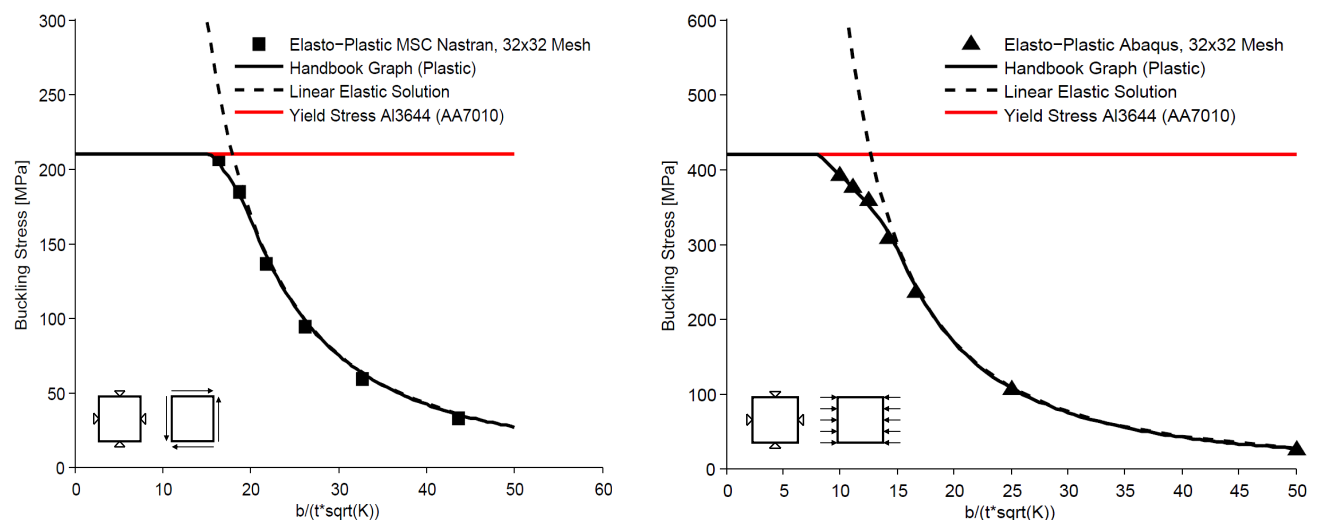 300
250
200
150
100
50
0
Buckling Stress [MPa]
Elasto-Plastic MSC Nastran, 32x32 Mesh
Handbook Graph (Plastic)
Linear Elastic Solution
Yield Stress Al3644 (AA7010)
0 10 20 30 40 50 60
b/(t*sqrt(K))
600
500
400
300
200
100
0
Buckling Stress [MPa]
Elasto-Plastic Abaqus, 32x32 Mesh
Handbook Graph (Plastic)
Linear Elastic Solution
Yield Stress Al3644 (AA7010)
0 5 10 15 20 25 30 35 40 45 50
b/(t*sqrt(K))